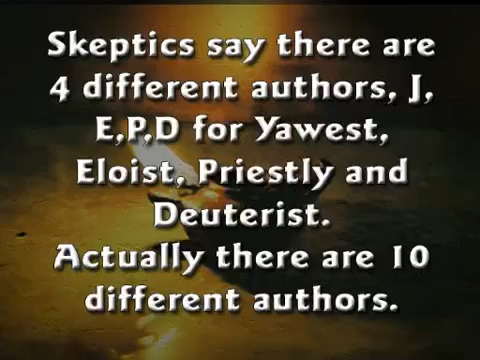 Skeptics say there are
4 different authors, J,
E,P,D for Yawest,
Eloist, Priestly and
Deuterist.
Actually there are 10
different authors.